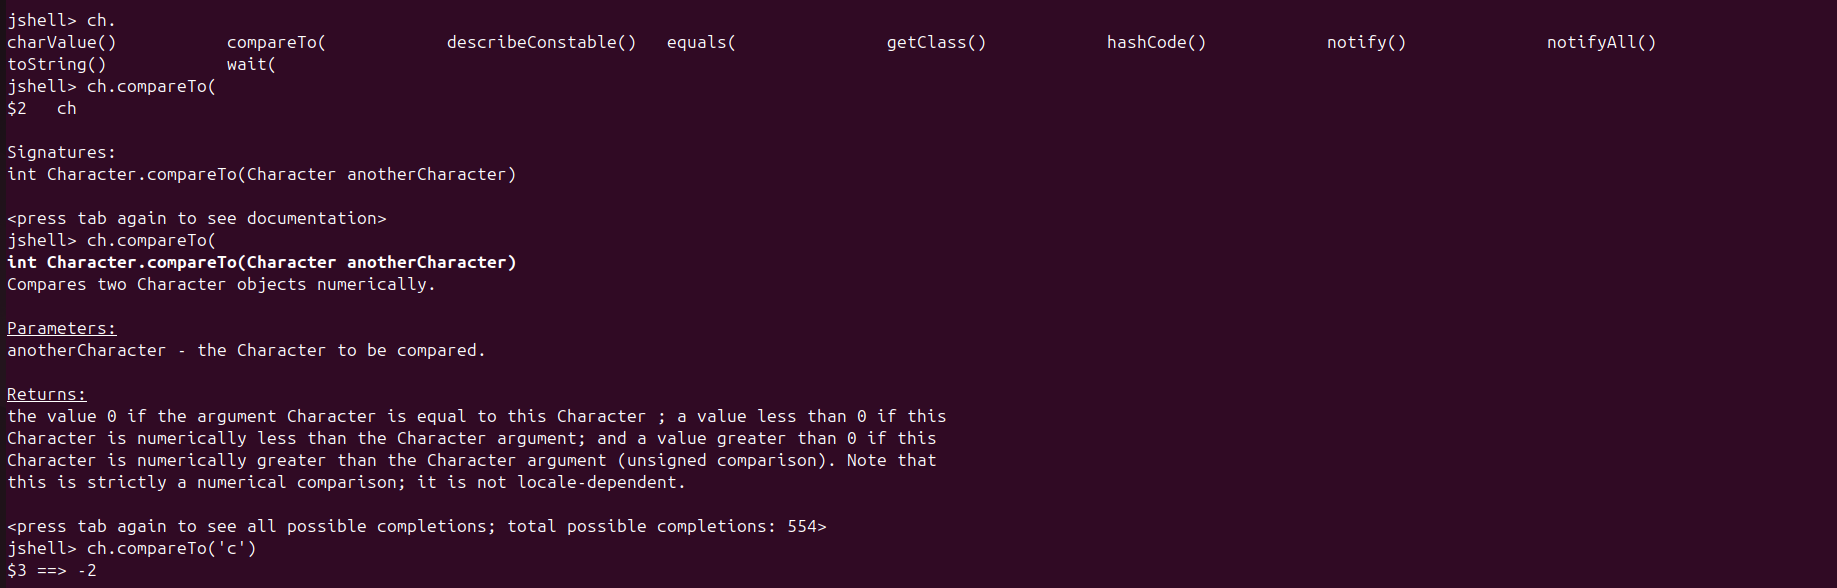 jshell> ch.
charValue()           compareTo(            describeConstable()   equals(               getClass()            hashCode()            notify()              notifyAll()
toString()            wait(
jshell> ch.compareTo(
$2   ch

Signatures:
int Character.compareTo(Character anotherCharacter)

<press tab again to see documentation>
jshell> ch.compareTo(
int Character.compareTo(Character anotherCharacter)
Compares two Character objects numerically.

Parameters:
anotherCharacter - the Character to be compared.

Returns:
the value 0 if the argument Character is equal to this Character ; a value less than 0 if this
Character is numerically less than the Character argument; and a value greater than 0 if this
Character is numerically greater than the Character argument (unsigned comparison). Note that
this is strictly a numerical comparison; it is not locale-dependent.

<press tab again to see all possible completions; total possible completions: 554>
jshell> ch.compareTo('c')
$3 ==> -2